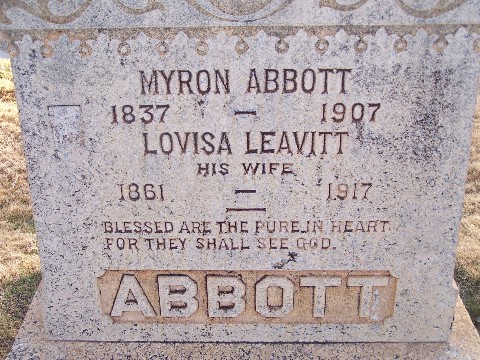 MYRON ABBOTT
1837 — 1907
LOVISA LEAVITT
HIS WIFE
1861 — 1917
BLESSED ARE THE PURE IN HEART
FOR THEY SHALL SEE GOD.
ABBOTT